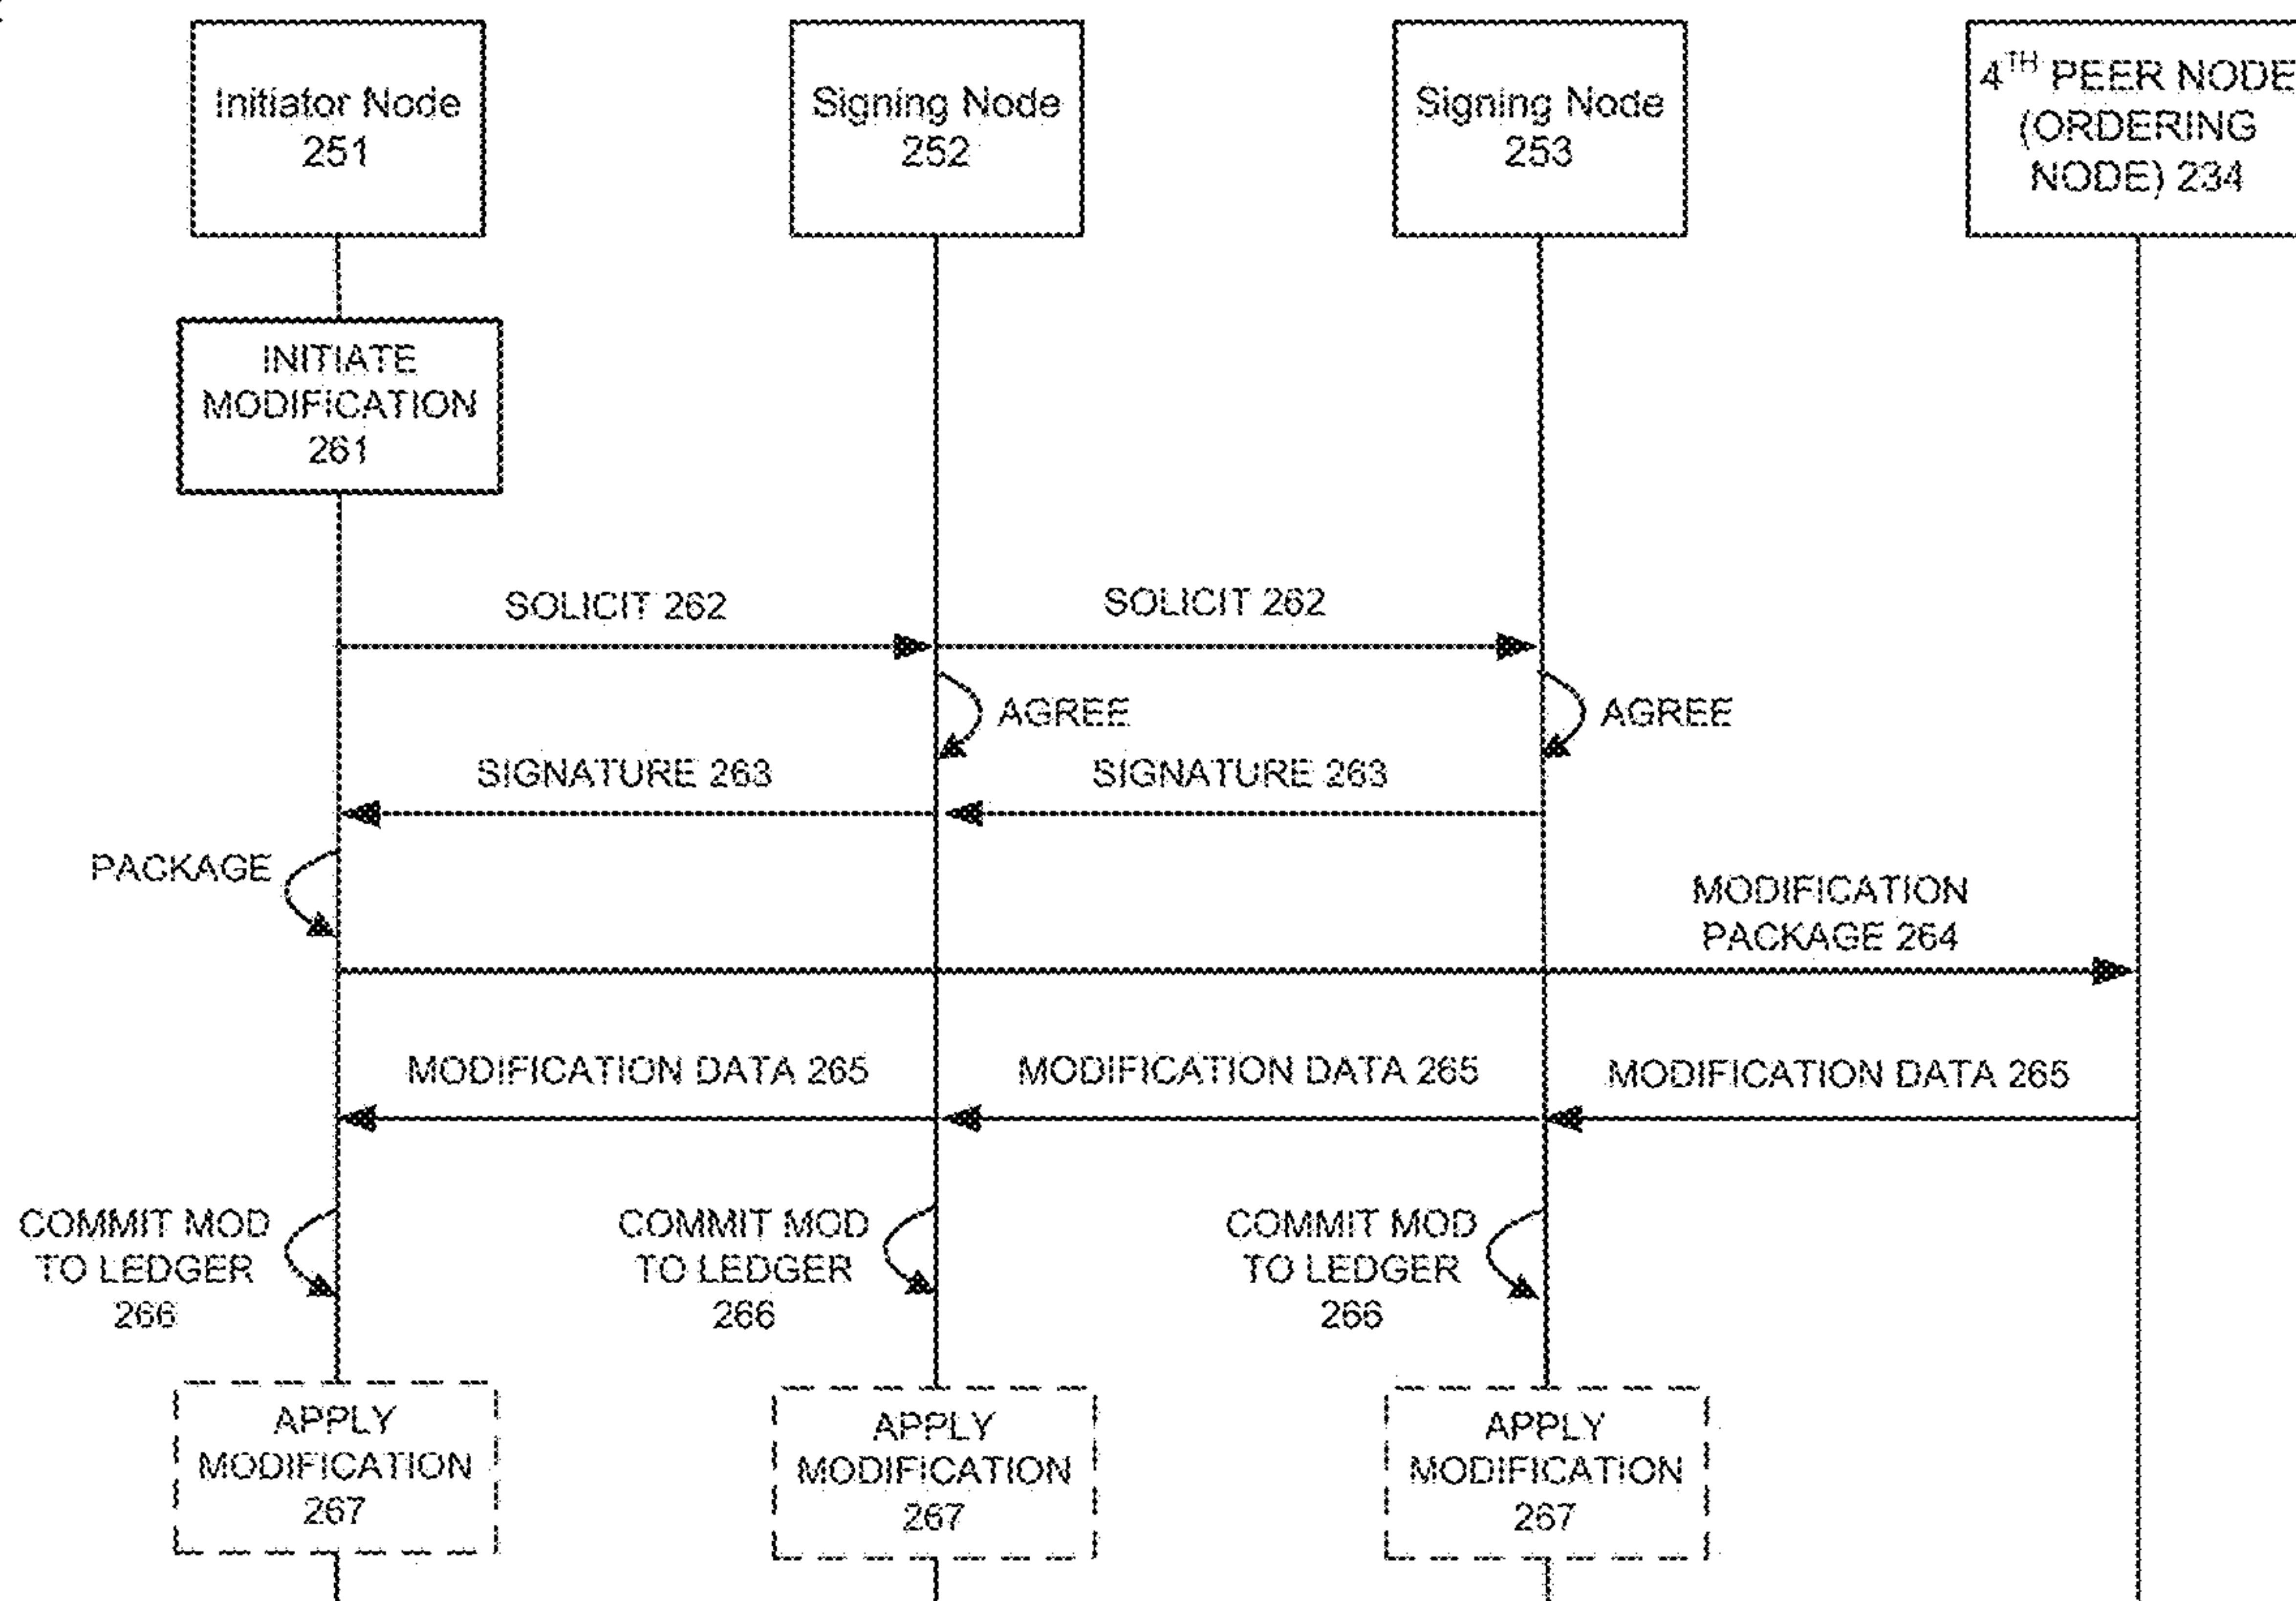 Initiator Node
251
Signing Node
252
Signing Node
253
4TH PEER NODE
(ORDERING
NODE) 234
INITIATE
MODIFICATION
261
SOLICIT 262
SOLICIT 262
AGREE
AGREE
SIGNATURE 263
SIGNATURE 263
PACKAGE
MODIFICATION
PACKAGE 264
MODIFICATION DATA 265
MODIFICATION DATA 265
MODIFICATION DATA 265
COMMIT MOD
TO LEDGER
266
COMMIT MOD
TO LEDGER
266
COMMIT MOD
TO LEDGER
266
APPLY
MODIFICATION
267
APPLY
MODIFICATION
267
APPLY
MODIFICATION
267